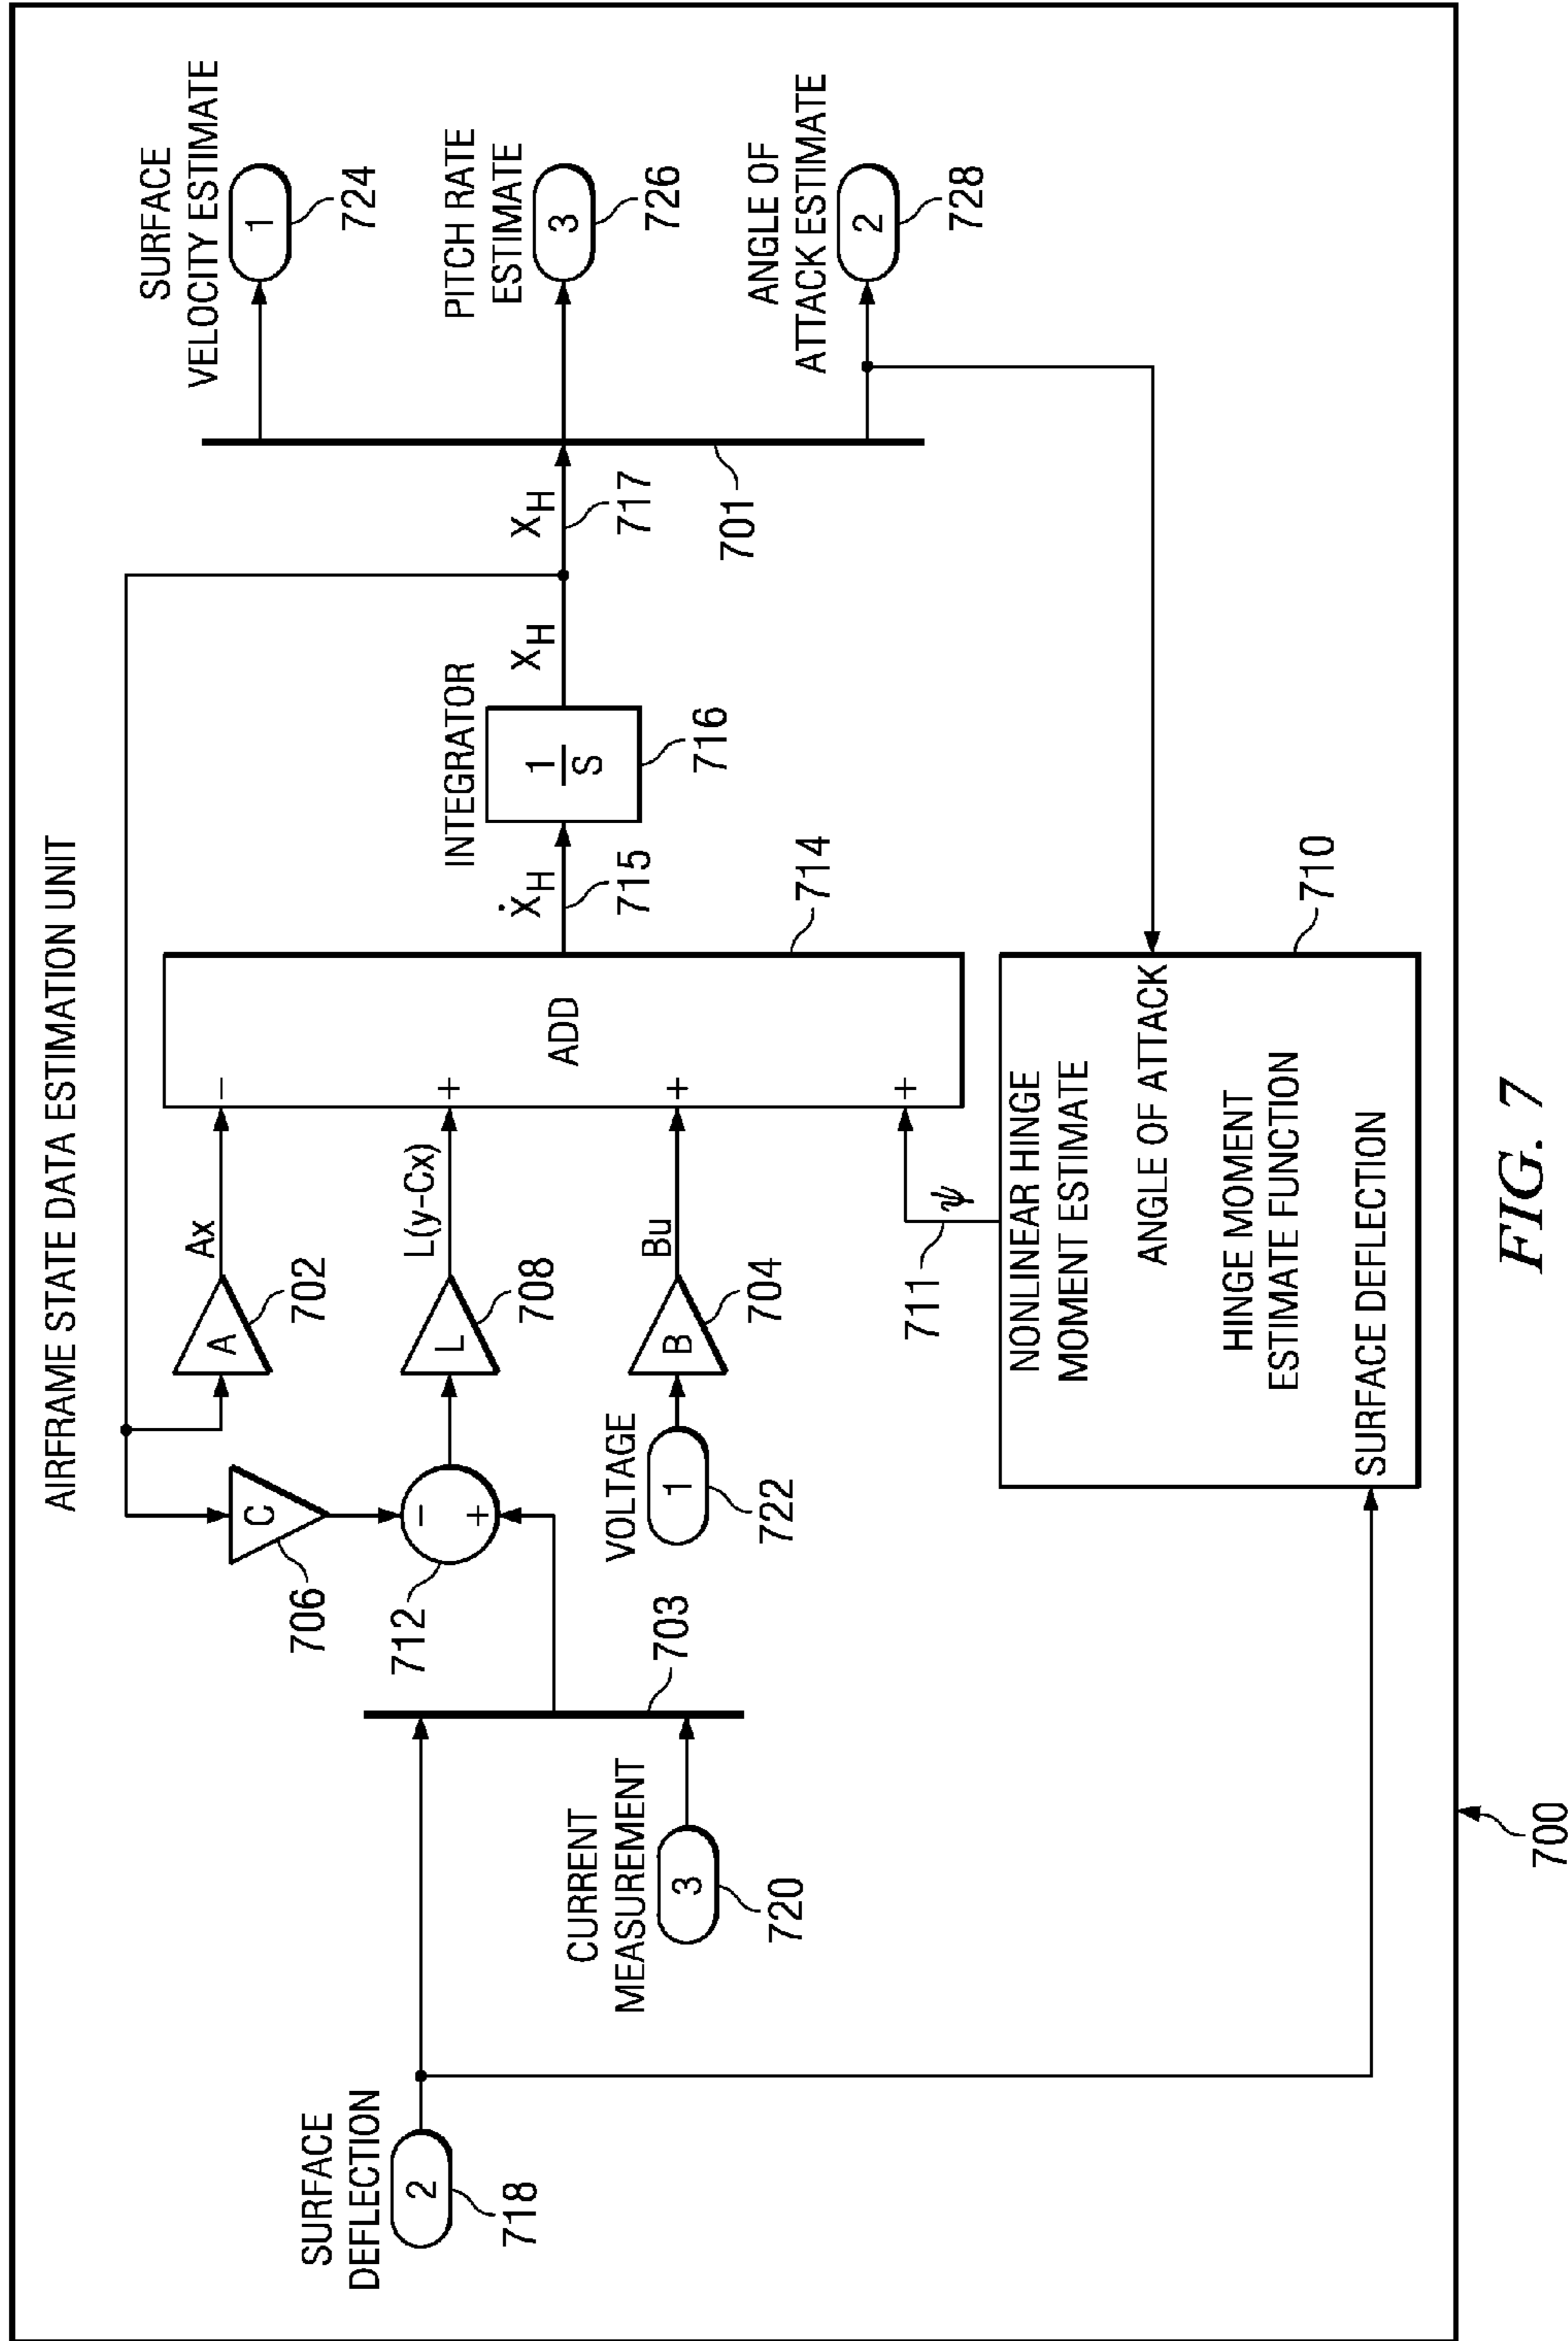 AIRFRAME STATE DATA ESTIMATION UNIT
SURFACE
DEFLECTION
2
718
CURRENT
MEASUREMENT
3
720
703
706
C
712
−
+
VOLTAGE
1
722
A
702
Ax
L
708
L(y-Cx)
B
704
Bu
711
ψ
−
+
+
+
ADD
714
NONLINEAR HINGE
MOMENT ESTIMATE
ANGLE OF ATTACK
HINGE MOMENT
ESTIMATE FUNCTION
SURFACE DEFLECTION
710
ẊH
715
INTEGRATOR
1
S
716
XH
XH
717
701
SURFACE
VELOCITY ESTIMATE
1
724
PITCH RATE
ESTIMATE
3
726
ANGLE OF
ATTACK ESTIMATE
2
728
700
FIG. 7